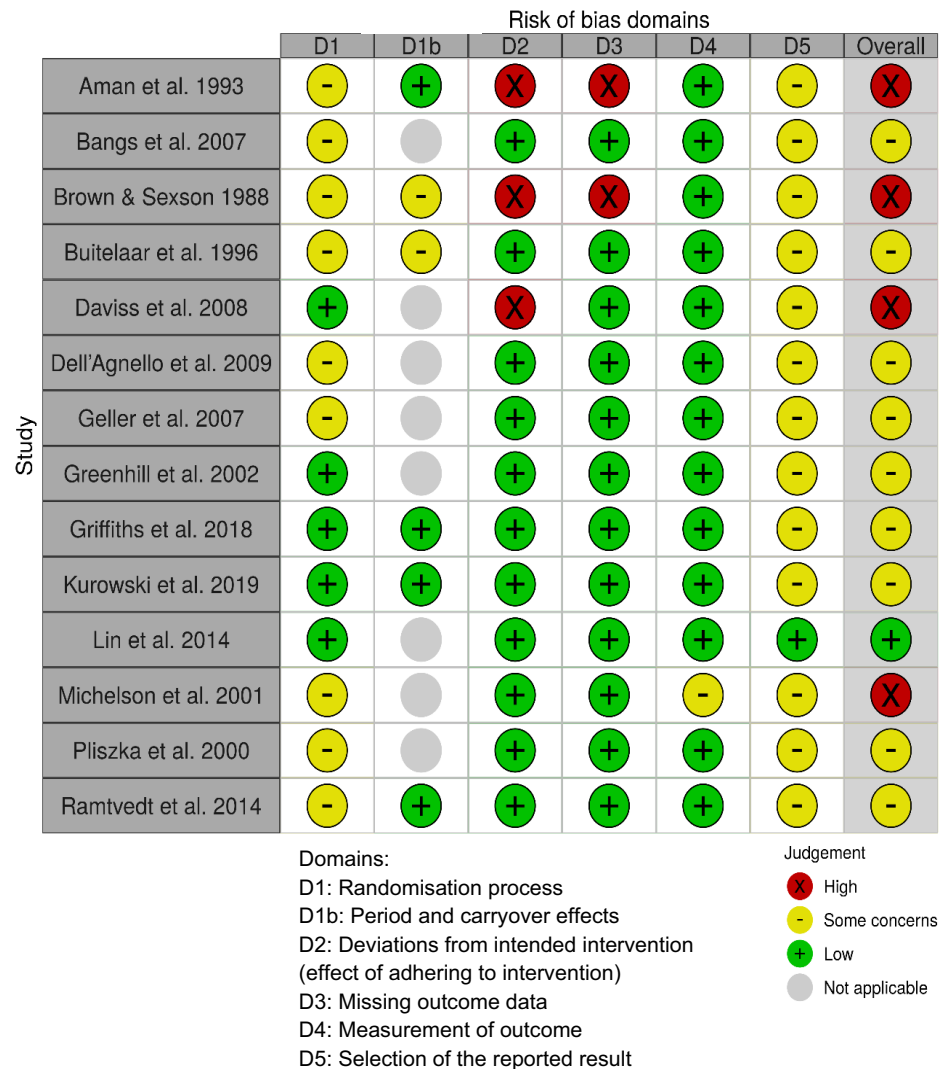 Risk of bias domains
D1 D1b D2 D3 D4 D5 Overall
Study
Aman et al. 1993 - + X X + - X
Bangs et al. 2007 - + + + - -
Brown & Sexson 1988 - - X X + - X
Buitelaar et al. 1996 - - + + + - -
Daviss et al. 2008 + X + + - X
Dell'Agnello et al. 2009 - + + + - -
Geller et al. 2007 - + + + - -
Greenhill et al. 2002 + + + + - -
Griffiths et al. 2018 + + + + + - -
Kurowski et al. 2019 + + + + + - -
Lin et al. 2014 + + + + + +
Michelson et al. 2001 - + + - - X
Pliszka et al. 2000 - + + + - -
Ramtvedt et al. 2014 - + + + + - -
Domains:
D1: Randomisation process
D1b: Period and carryover effects
D2: Deviations from intended intervention
(effect of adhering to intervention)
D3: Missing outcome data
D4: Measurement of outcome
D5: Selection of the reported result
Judgement
X High
- Some concerns
+ Low
Not applicable